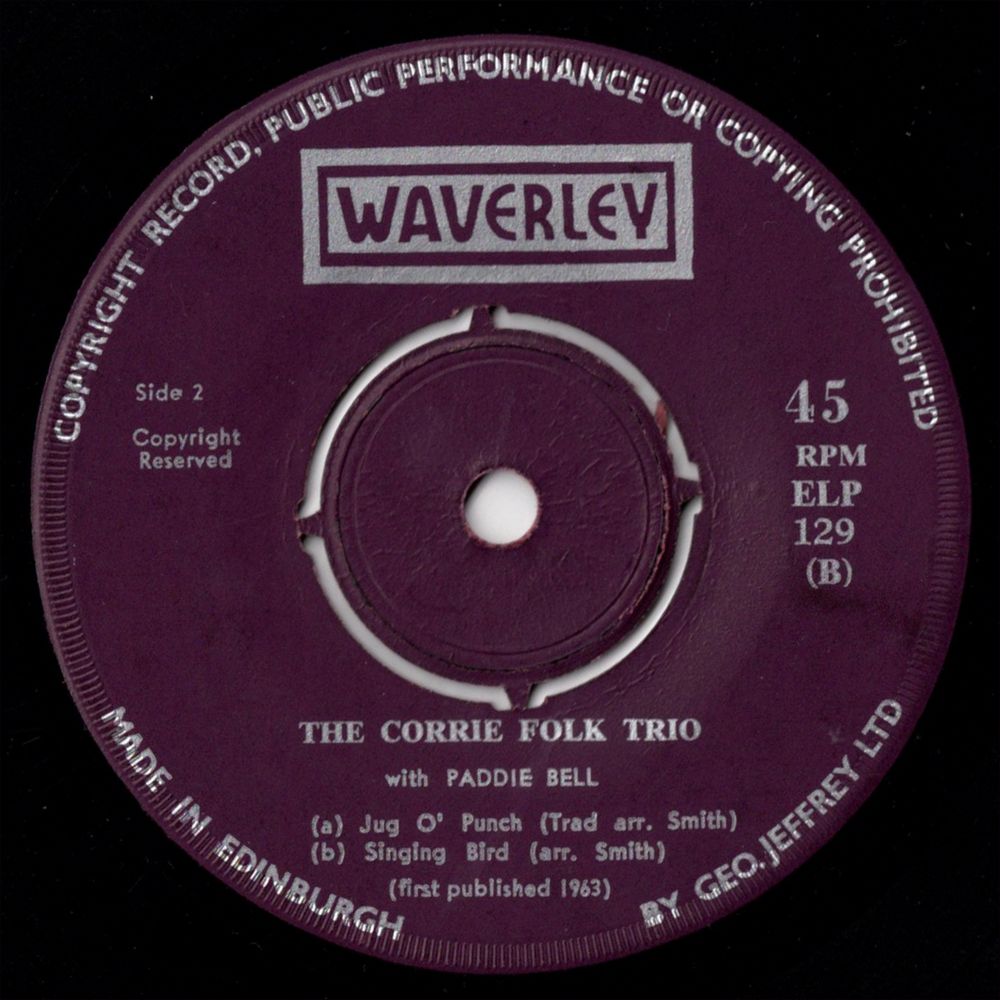 COPYRIGHT RECORD, PUBLIC PERFORMANCE OR COPYING PROHIBITED
WAVERLEY
Side 2
Copyright
Reserved
45
RPM
ELP
129
(B)
THE CORRIE FOLK TRIO
with PADDIE BELL
(a) Jug O' Punch (Trad arr. Smith)
(b) Singing Bird (arr. Smith)
(first published 1963)
MADE IN EDINBURGH
BY GEO. JEFFREY LTD